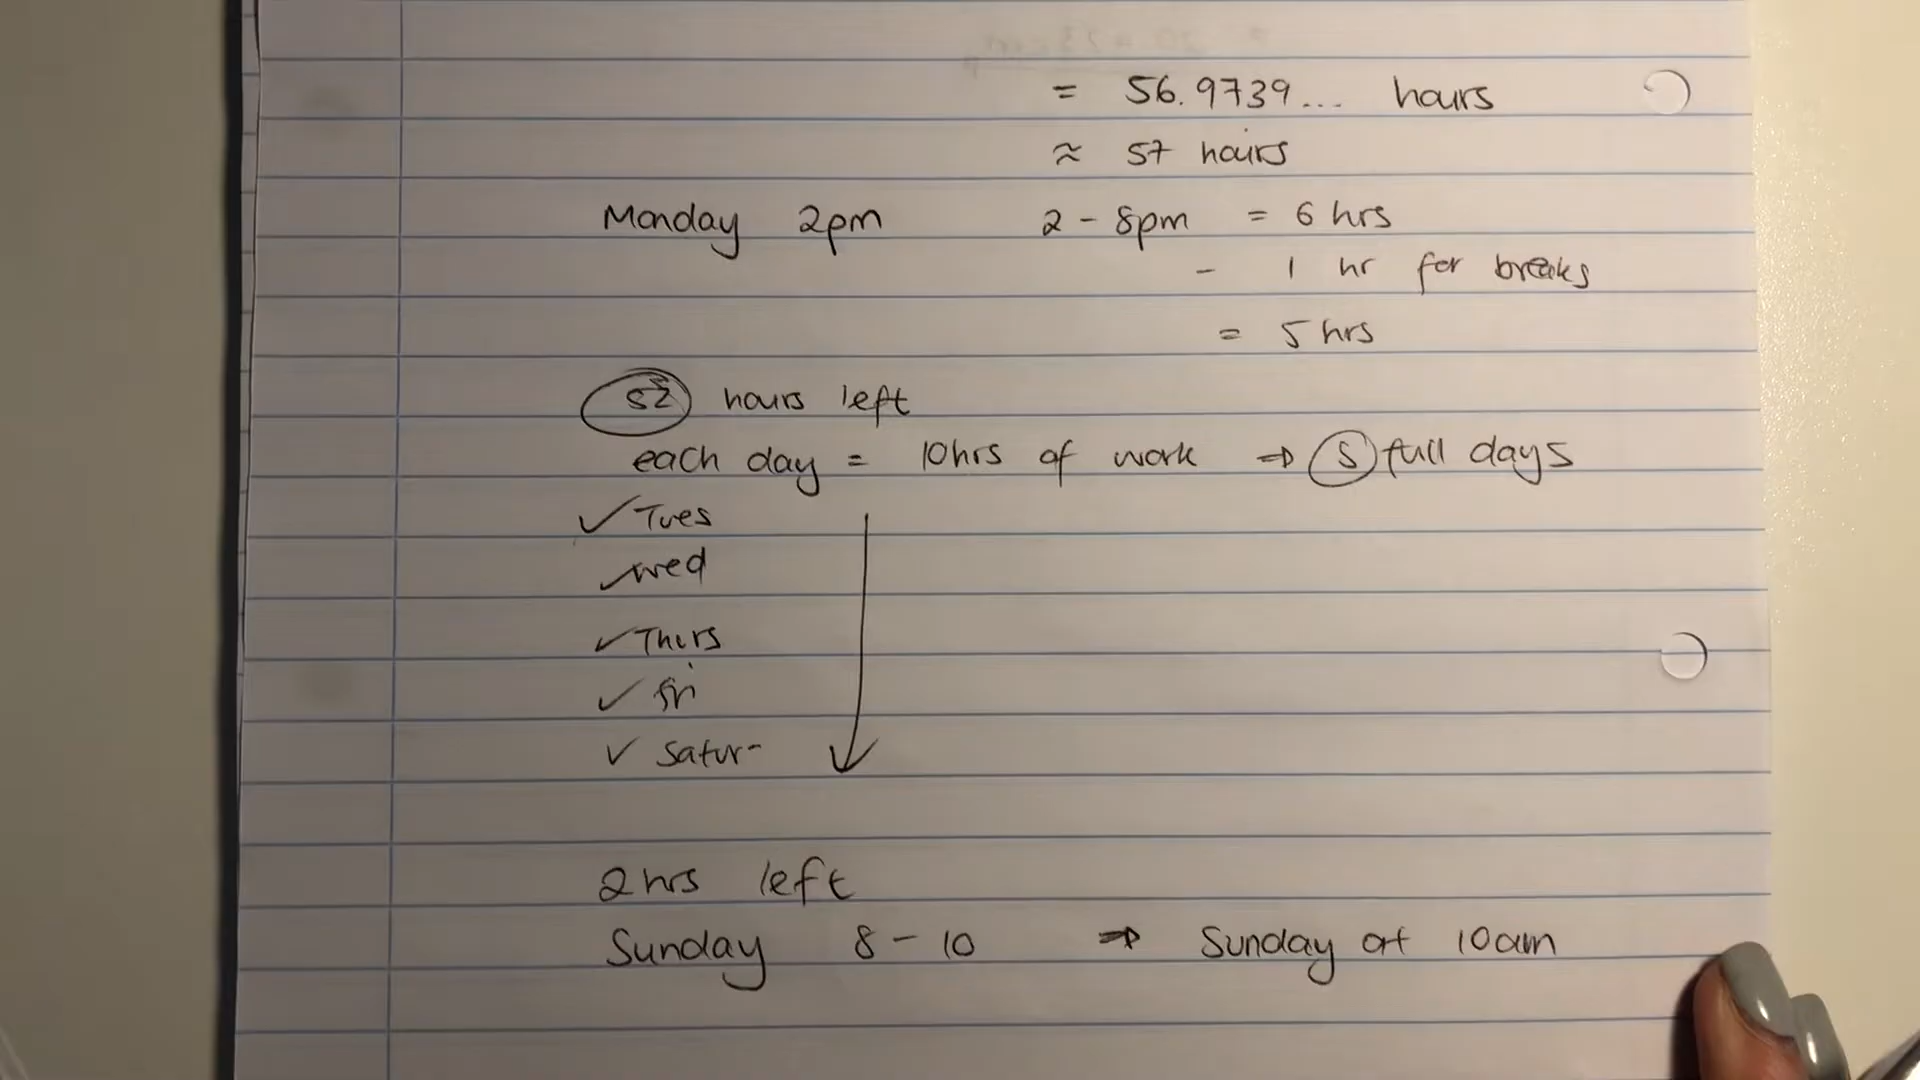 = 56.9739... hours
≈ 57 hours
Monday 2pm 2 - 8pm = 6 hrs
- 1 hr for breaks
= 5 hrs
52 hours left
each day = 10hrs of work ⇒ 5 full days
✓ Tues
✓ wed
✓ Thurs
✓ fri
✓ Satur-
2 hrs left
Sunday 8 - 10 ⇒ Sunday at 10am